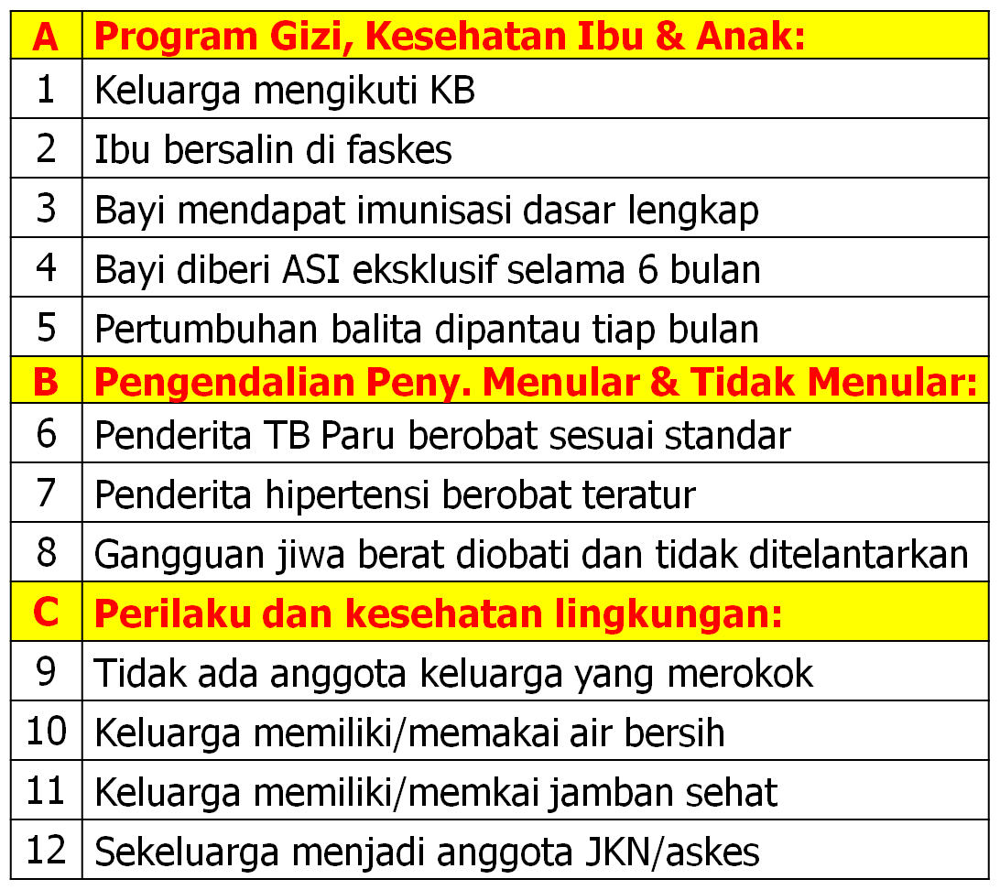 A Program Gizi, Kesehatan Ibu & Anak:
1 Keluarga mengikuti KB
2 Ibu bersalin di faskes
3 Bayi mendapat imunisasi dasar lengkap
4 Bayi diberi ASI eksklusif selama 6 bulan
5 Pertumbuhan balita dipantau tiap bulan
B Pengendalian Peny. Menular & Tidak Menular:
6 Penderita TB Paru berobat sesuai standar
7 Penderita hipertensi berobat teratur
8 Gangguan jiwa berat diobati dan tidak ditelantarkan
C Perilaku dan kesehatan lingkungan:
9 Tidak ada anggota keluarga yang merokok
10 Keluarga memiliki/memakai air bersih
11 Keluarga memiliki/memkai jamban sehat
12 Sekeluarga menjadi anggota JKN/askes